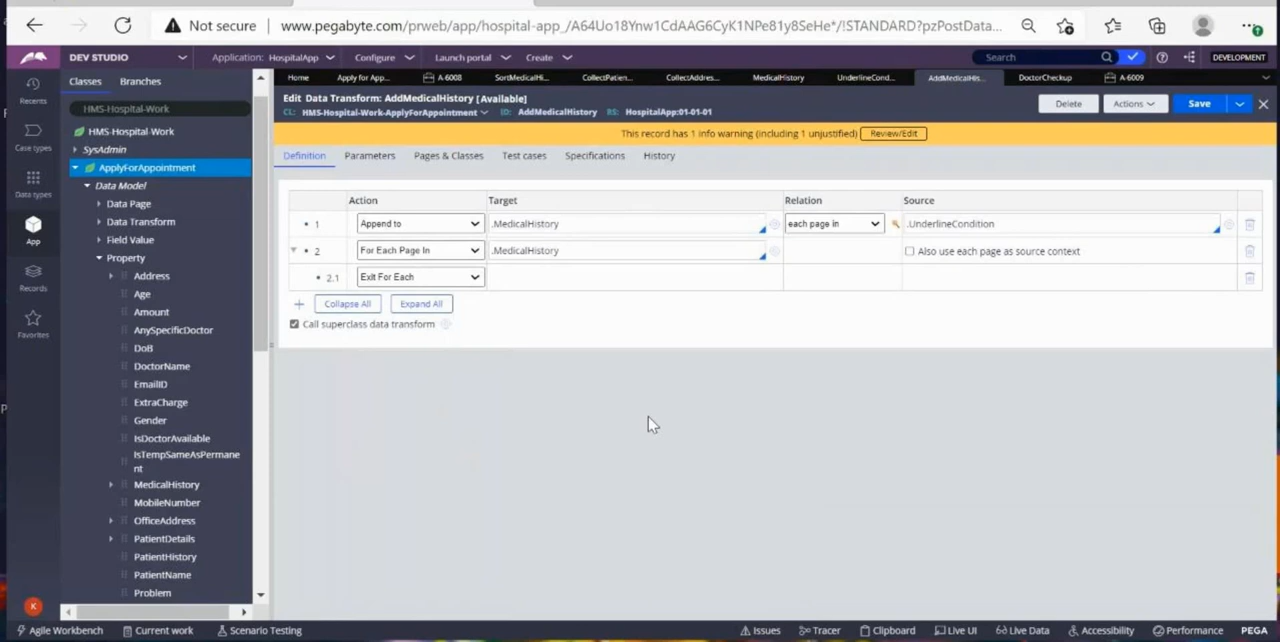 Not secure www.pegabyte.com/prweb/app/hospital-app_/A64Uo18Ynw1CdAAG6CyK1NPe81y8SeHe*/!STANDARD?pzPostData...
DEV STUDIO Application: HospitalApp Configure Launch portal Create Search DEVELOPMENT
Recents
Case types
Data types
App
Records
Favorites
K
Classes Branches
HMS-Hospital-Work
HMS-Hospital-Work
SysAdmin
ApplyForAppointment
Data Model
Data Page
Data Transform
Field Value
Property
Address
Age
Amount
AnySpecificDoctor
DoB
DoctorName
EmailID
ExtraCharge
Gender
IsDoctorAvailable
IsTempSameAsPermane
nt
MedicalHistory
MobileNumber
OfficeAddress
PatientDetails
PatientHistory
PatientName
Problem
Home Apply for App... A-6008 SortMedicalHi... CollectPatien... CollectAddres... MedicalHistory UnderlineCond... AddMedicalHis... DoctorCheckup A-6009
Edit Data Transform: AddMedicalHistory [Available]
CL: HMS-Hospital-Work-ApplyForAppointment ID: AddMedicalHistory RS: HospitalApp:01-01-01
Delete Actions Save
This record has 1 info warning (including 1 unjustified) Review/Edit
Definition Parameters Pages & Classes Test cases Specifications History
Action Target Relation Source
1 Append to .MedicalHistory each page in .UnderlineCondition
2 For Each Page In .MedicalHistory Also use each page as source context
2.1 Exit For Each
+ Collapse All Expand All
Call superclass data transform
Agile Workbench Current work Scenario Testing Issues Tracer Clipboard Live UI Live Data Accessibility Performance PEGA